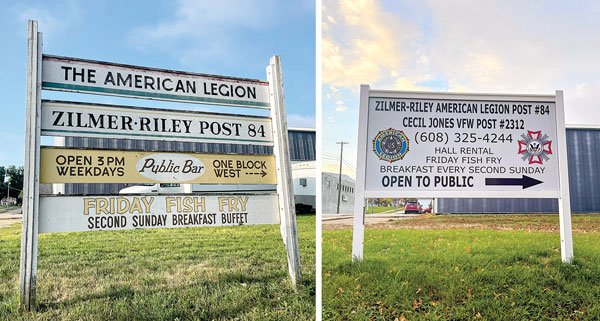 THE AMERICAN LEGION
ZILMER-RILEY POST 84
OPEN 3 PM
WEEKDAYS
Public Bar
ONE BLOCK
WEST
FRIDAY FISH FRY
SECOND SUNDAY BREAKFAST BUFFET
ZILMER-RILEY AMERICAN LEGION POST #84
CECIL JONES VFW POST #2312
(608) 325-4244
HALL RENTAL
FRIDAY FISH FRY
BREAKFAST EVERY SECOND SUNDAY
OPEN TO PUBLIC